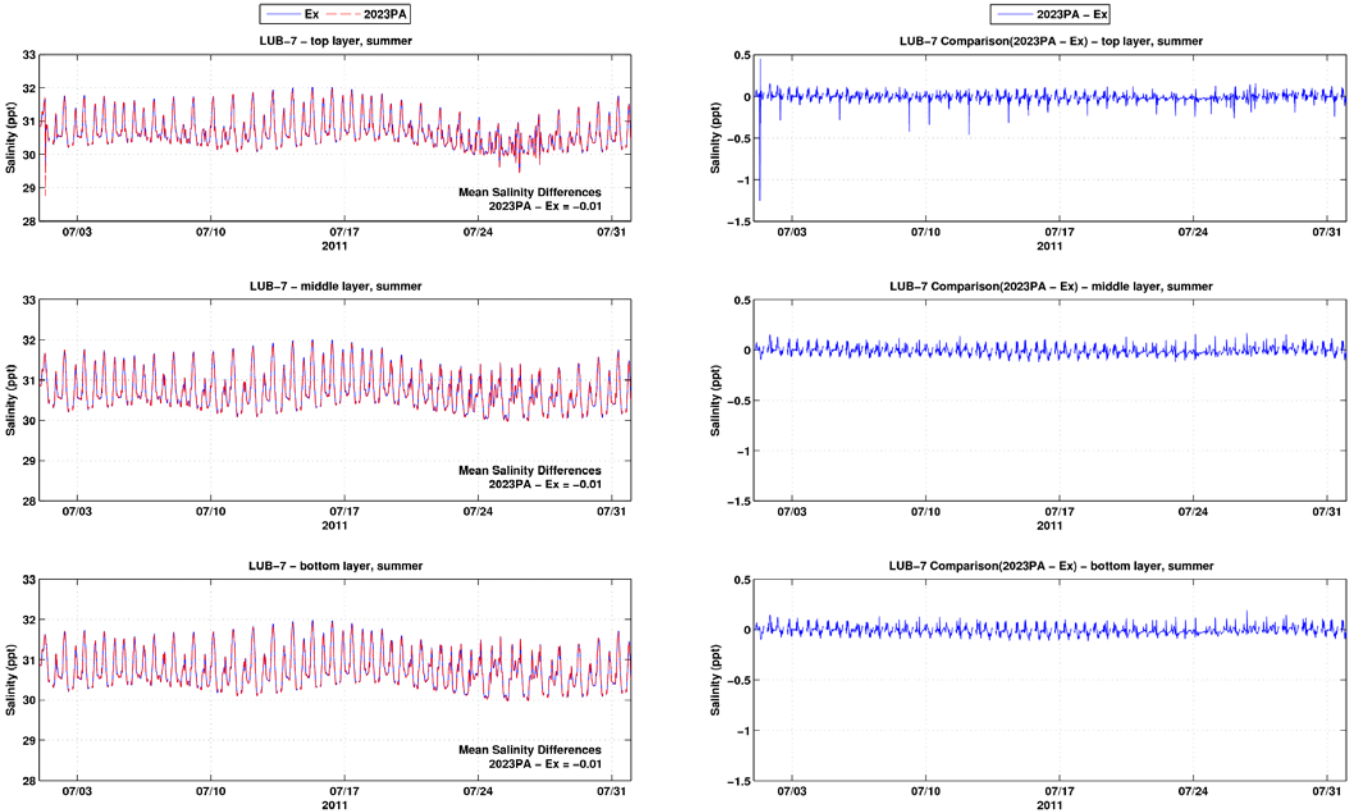 Ex 2023PA
LUB−7 − top layer, summer
33
32
31
30
29
28
Salinity (ppt)
Mean Salinity Differences
2023PA − Ex = −0.01
07/03 07/10 07/17 07/24 07/31
2011
2023PA − Ex
LUB−7 Comparison(2023PA − Ex) − top layer, summer
0.5
0
−0.5
−1
−1.5
Salinity (ppt)
07/03 07/10 07/17 07/24 07/31
2011
LUB−7 − middle layer, summer
33
32
31
30
29
28
Salinity (ppt)
Mean Salinity Differences
2023PA − Ex = −0.01
07/03 07/10 07/17 07/24 07/31
2011
LUB−7 Comparison(2023PA − Ex) − middle layer, summer
0.5
0
−0.5
−1
−1.5
Salinity (ppt)
07/03 07/10 07/17 07/24 07/31
2011
LUB−7 − bottom layer, summer
33
32
31
30
29
28
Salinity (ppt)
Mean Salinity Differences
2023PA − Ex = −0.01
07/03 07/10 07/17 07/24 07/31
2011
LUB−7 Comparison(2023PA − Ex) − bottom layer, summer
0.5
0
−0.5
−1
−1.5
Salinity (ppt)
07/03 07/10 07/17 07/24 07/31
2011